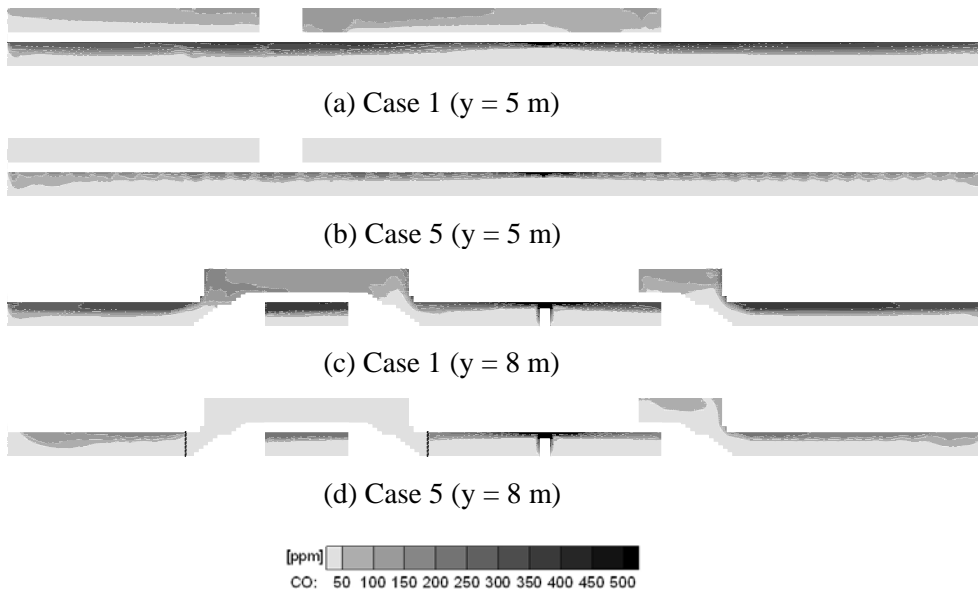 (a) Case 1 (y = 5 m)
(b) Case 5 (y = 5 m)
(c) Case 1 (y = 8 m)
(d) Case 5 (y = 8 m)
[ppm]
CO: 50 100 150 200 250 300 350 400 450 500